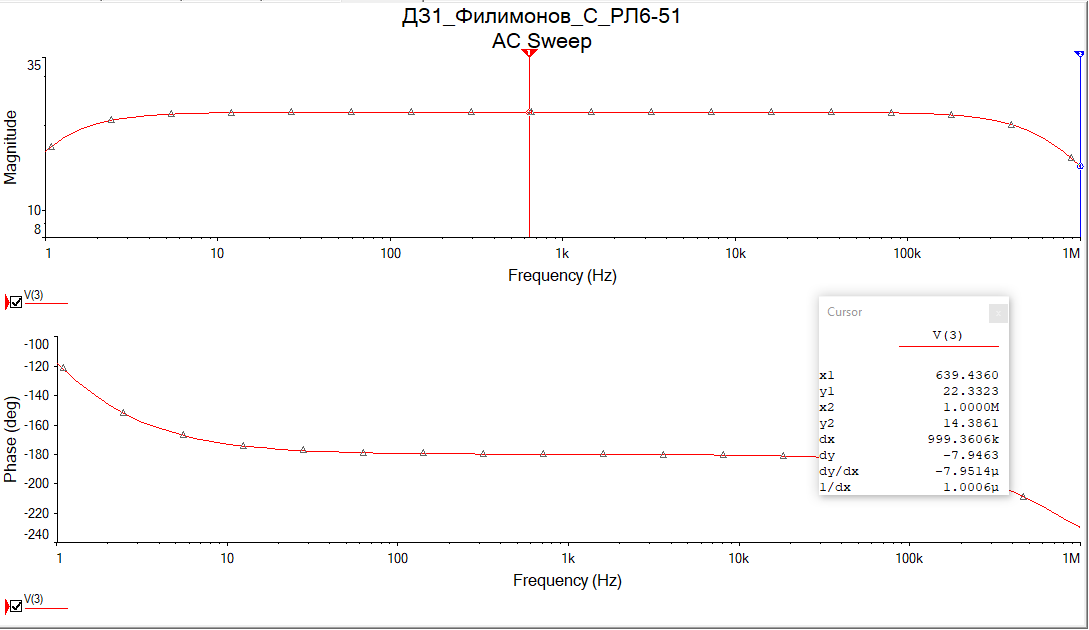 ДЗ1_Филимонов_С_РЛ6-51
AC Sweep
35
10
8
Magnitude
1 10 100 1k 10k 100k 1M
Frequency (Hz)
V(3)
-100
-120
-140
-160
-180
-200
-220
-240
Phase (deg)
1 10 100 1k 10k 100k 1M
Frequency (Hz)
V(3)
Cursor
V(3)
x1 639.4360
y1 22.3323
x2 1.0000M
y2 14.3861
dx 999.3606k
dy -7.9463
dy/dx -7.9514µ
1/dx 1.0006µ